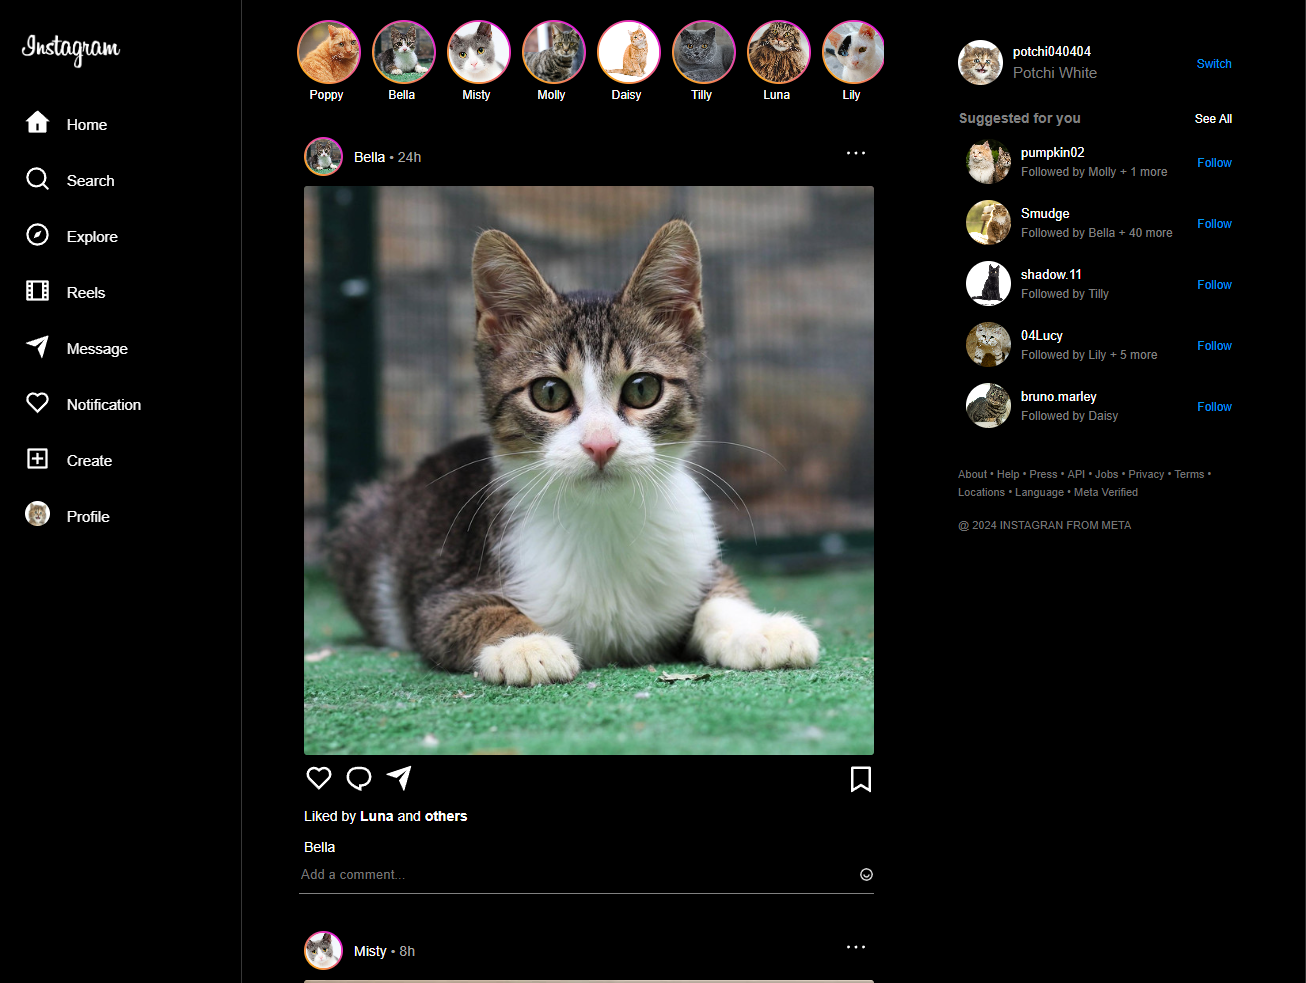 Instagram
Home
Search
Explore
Reels
Message
Notification
Create
Profile
Poppy
Bella
Misty
Molly
Daisy
Tilly
Luna
Lily
Bella • 24h
Liked by Luna and others
Bella
Add a comment...
Misty • 8h
potchi040404
Potchi White
Switch
Suggested for you
See All
pumpkin02
Followed by Molly + 1 more
Follow
Smudge
Followed by Bella + 40 more
Follow
shadow.11
Followed by Tilly
Follow
04Lucy
Followed by Lily + 5 more
Follow
bruno.marley
Followed by Daisy
Follow
About • Help • Press • API • Jobs • Privacy • Terms •
Locations • Language • Meta Verified
@ 2024 INSTAGRAN FROM META